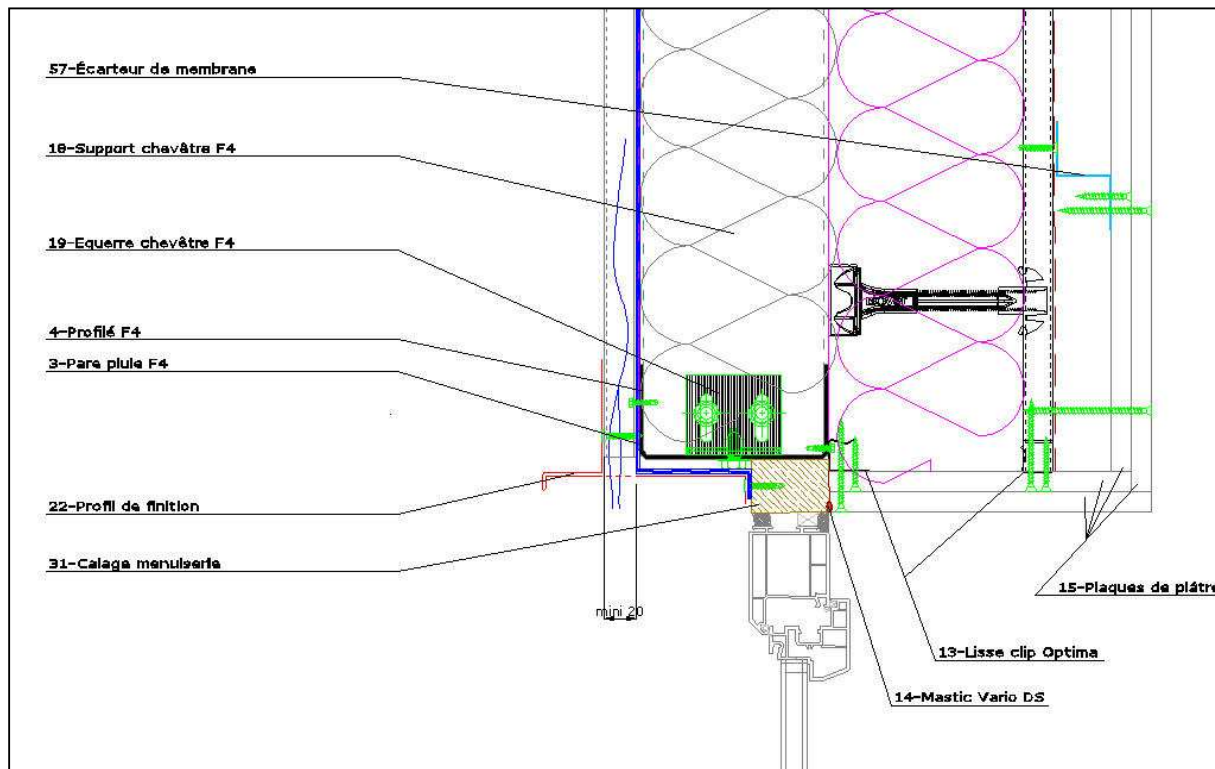 57-Écarteur de membrane
18-Support chevâtre F4
19-Equerre chevêtre F4
4-Profilé F4
3-Pare pluie F4
22-Profil de finition
31-Calage menuiserie
mini 20
15-Plaques de plâtre
13-Lisse clip Optima
14-Mastic Vario DS